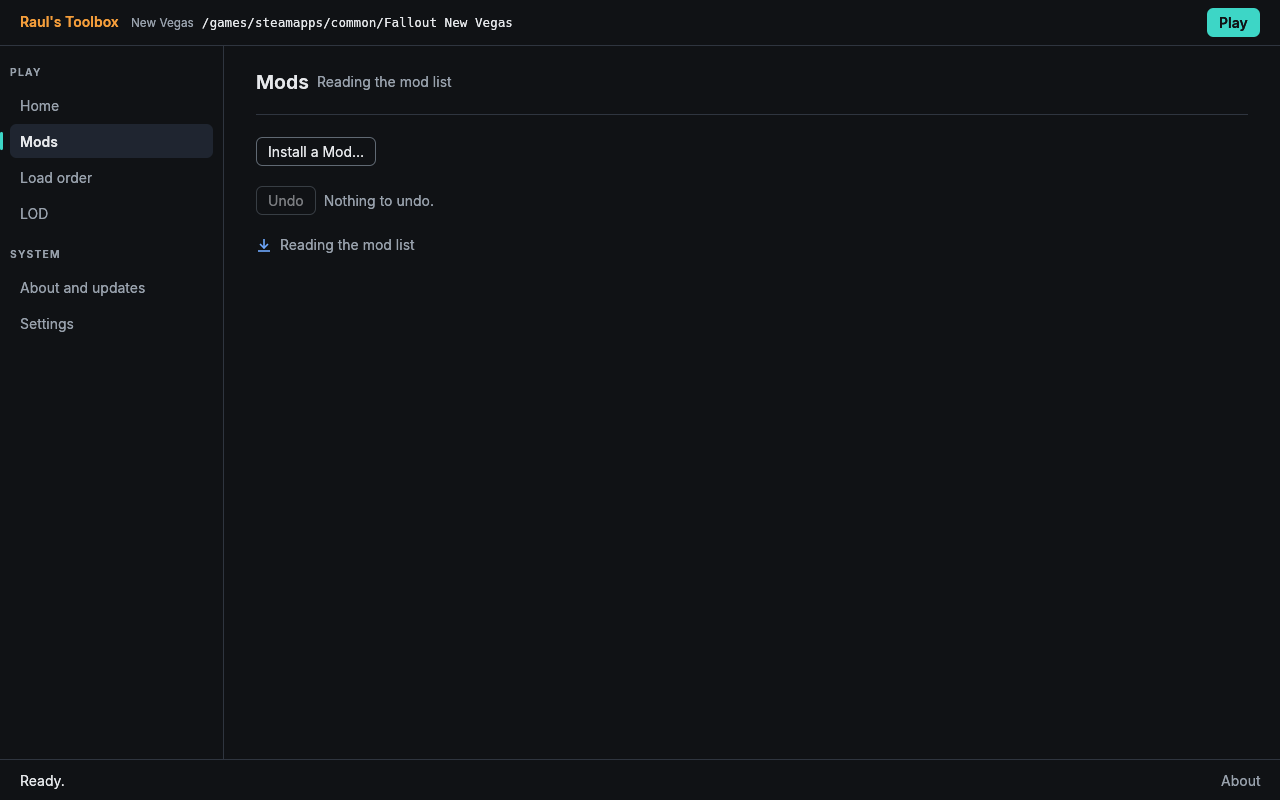 Raul's Toolbox New Vegas /games/steamapps/common/Fallout New Vegas Play
PLAY
Home
Mods
Load order
LOD
SYSTEM
About and updates
Settings
Mods Reading the mod list
Install a Mod...
Undo Nothing to undo.
Reading the mod list
Ready. About